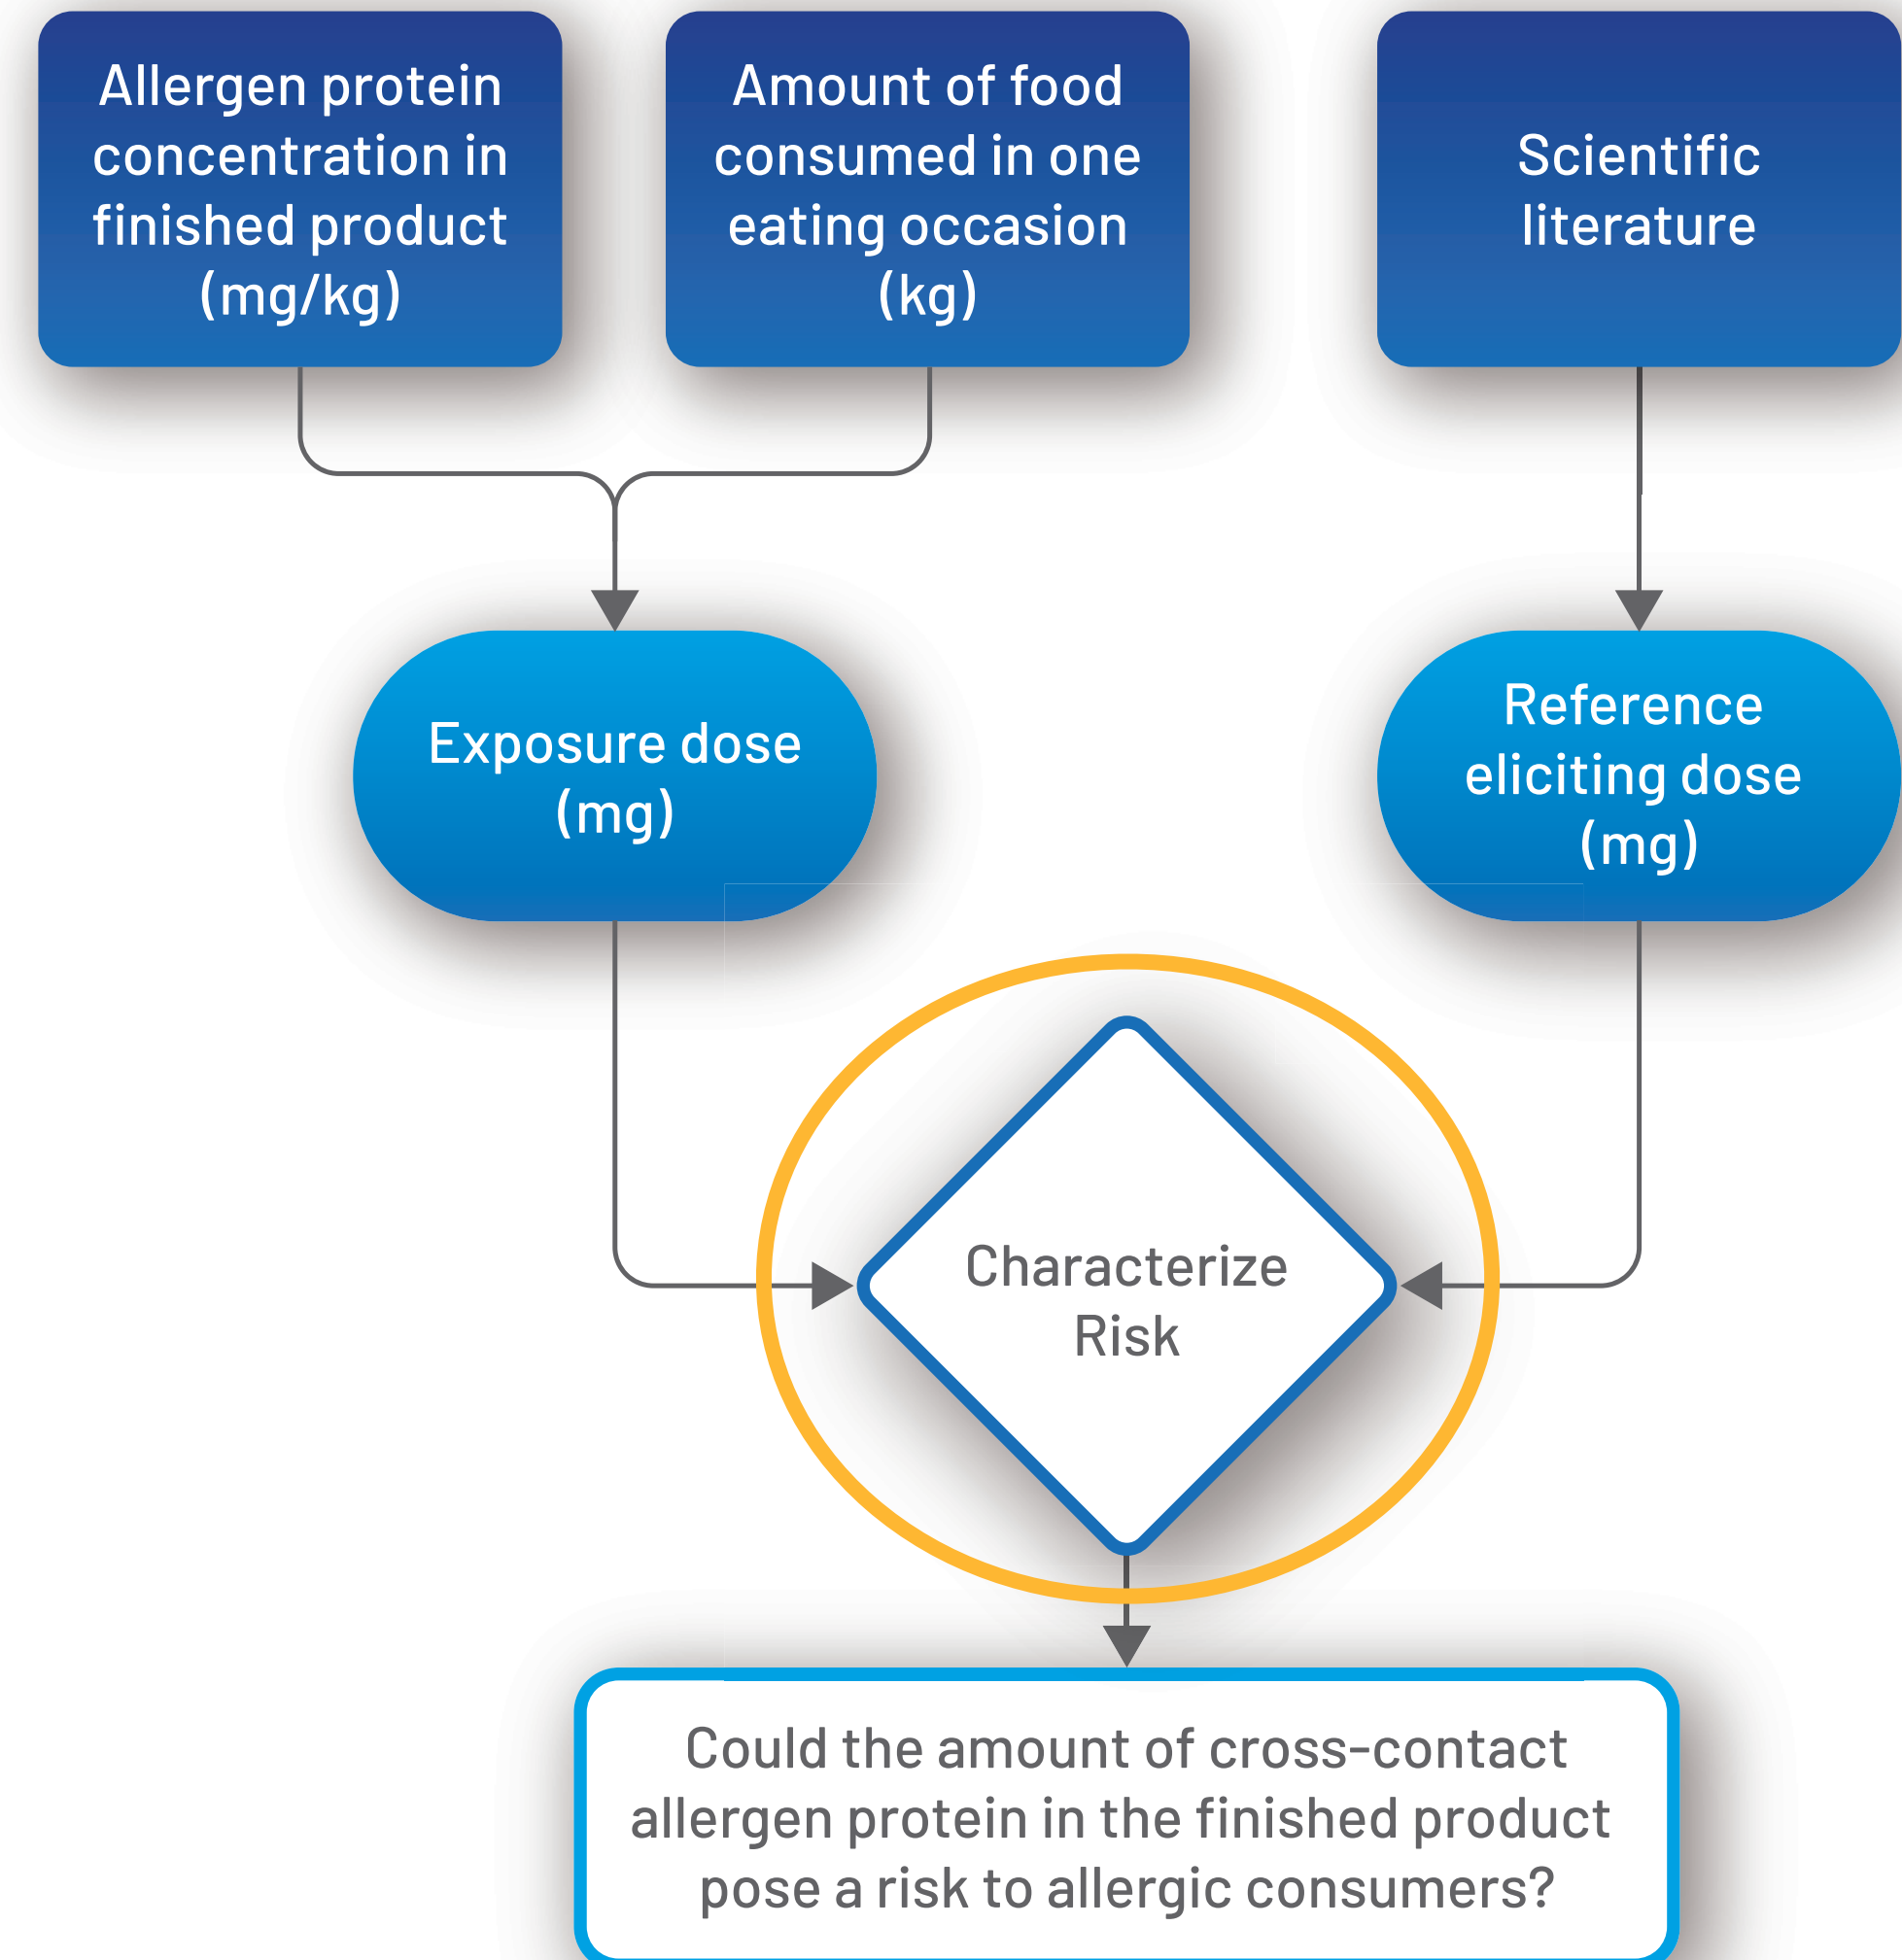 Allergen protein
concentration in
finished product
(mg/kg)
Amount of food
consumed in one
eating occasion
(kg)
Scientific
literature
Exposure dose
(mg)
Reference
eliciting dose
(mg)
Characterize
Risk
Could the amount of cross-contact
allergen protein in the finished product
pose a risk to allergic consumers?